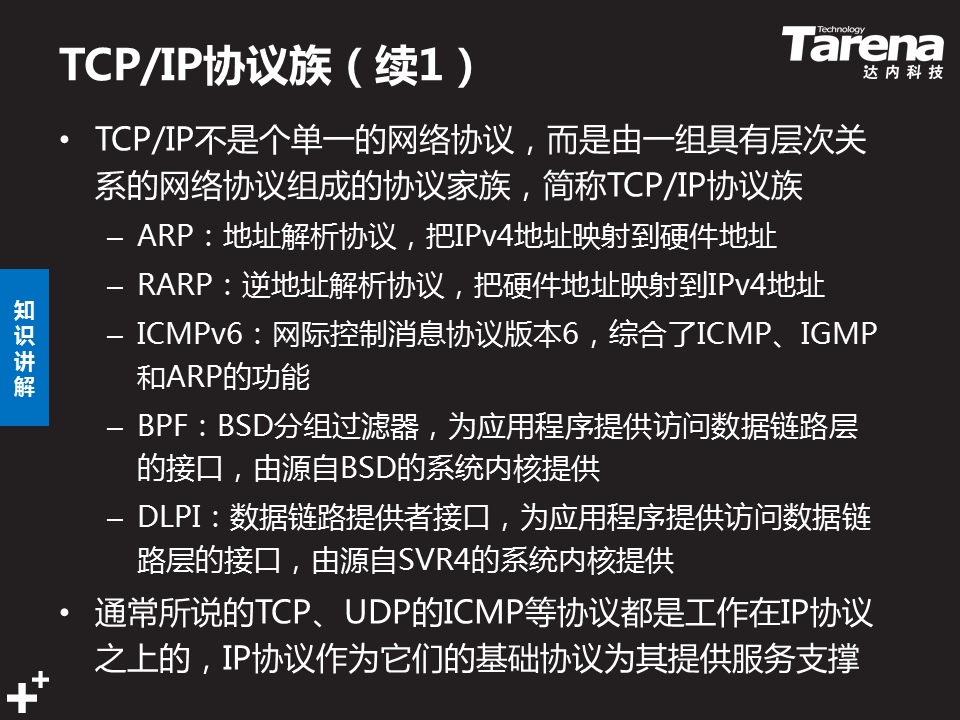 TCP/IP协议族（续1）
Technology
Tarena
达内科技
• TCP/IP不是个单一的网络协议，而是由一组具有层次关
系的网络协议组成的协议家族，简称TCP/IP协议族
– ARP：地址解析协议，把IPv4地址映射到硬件地址
– RARP：逆地址解析协议，把硬件地址映射到IPv4地址
– ICMPv6：网际控制消息协议版本6，综合了ICMP、IGMP
和ARP的功能
– BPF：BSD分组过滤器，为应用程序提供访问数据链路层
的接口，由源自BSD的系统内核提供
– DLPI：数据链路提供者接口，为应用程序提供访问数据链
路层的接口，由源自SVR4的系统内核提供
• 通常所说的TCP、UDP的ICMP等协议都是工作在IP协议
之上的，IP协议作为它们的基础协议为其提供服务支撑
知
识
讲
解